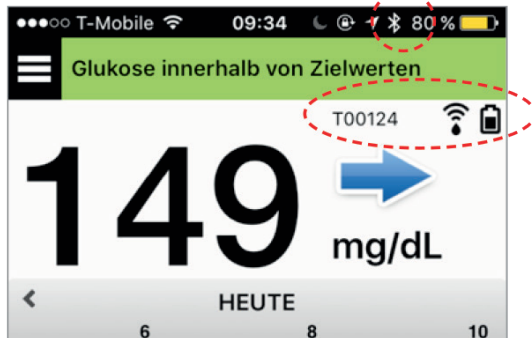 T-Mobile 09:34 80 %
Glukose innerhalb von Zielwerten
T00124
149
mg/dL
HEUTE
6 8 10